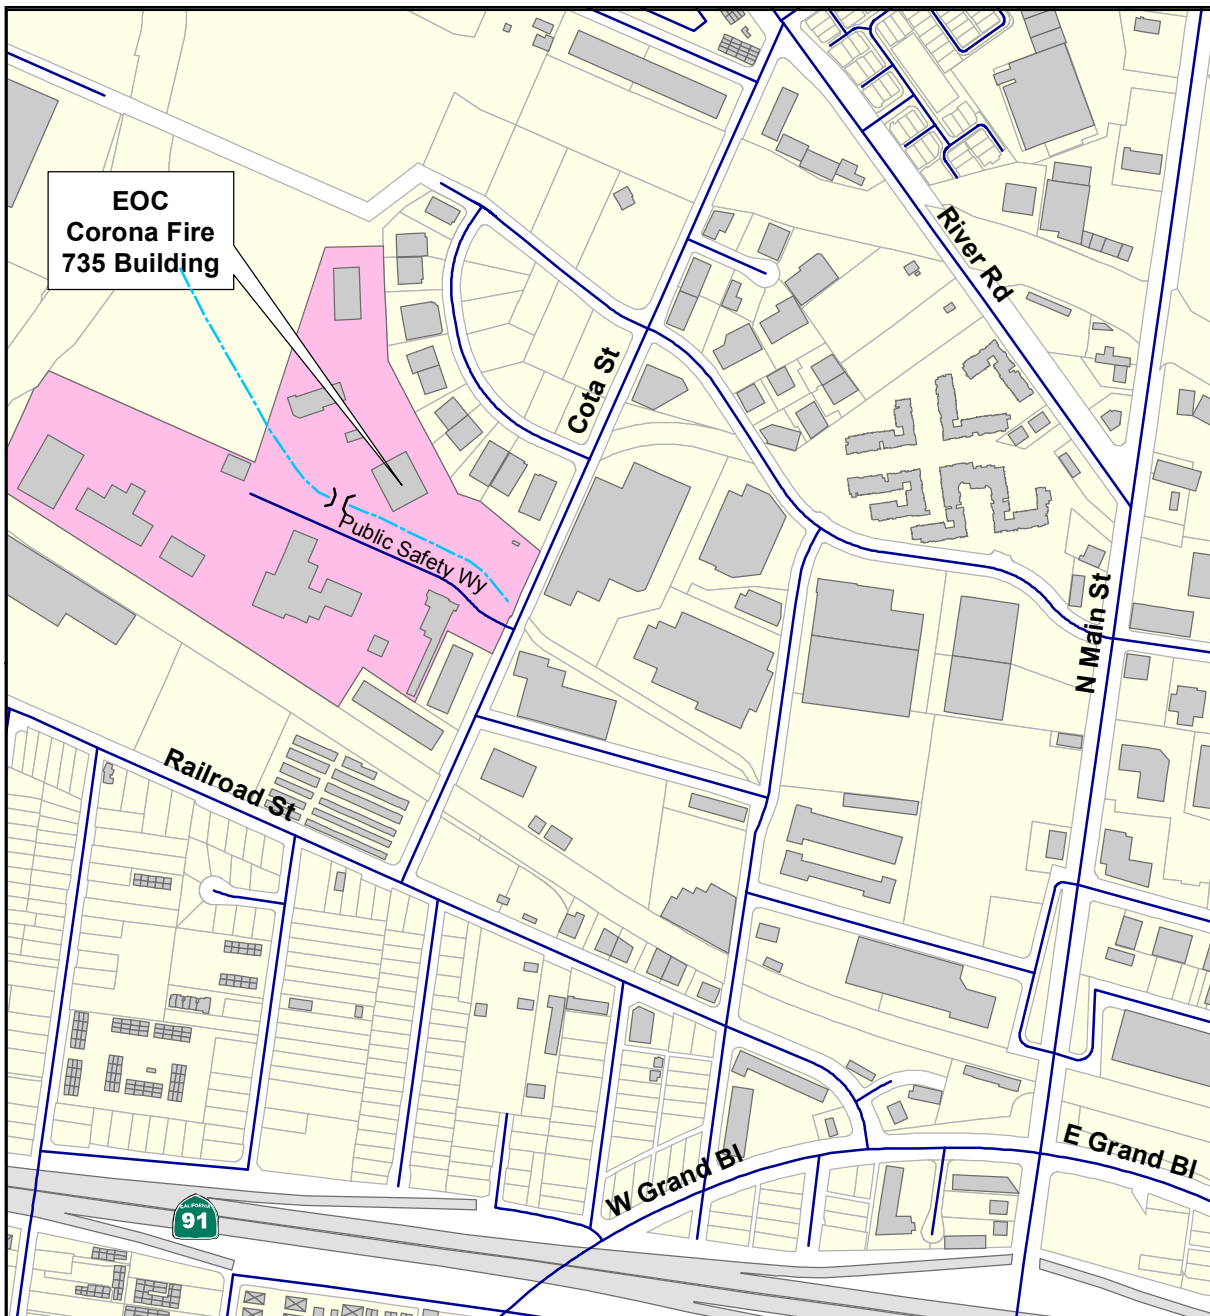 EOC
Corona Fire
735 Building
River Rd
Cota St
Public Safety Wy
N Main St
Railroad St
E Grand Bl
W Grand Bl
CALIFORNIA
91